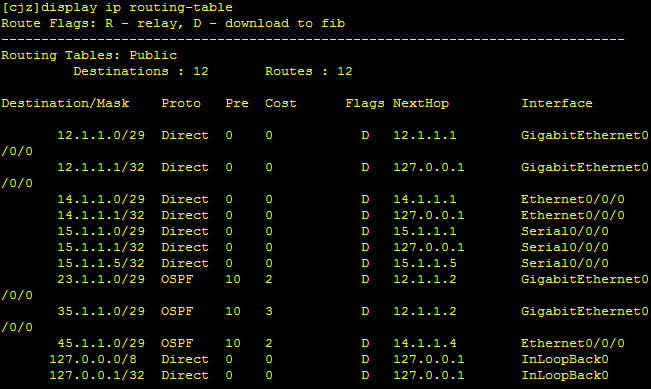 [cjz]display ip routing-table
Route Flags: R - relay, D - download to fib
------------------------------------------------------------------------------
Routing Tables: Public
         Destinations : 12       Routes : 12

Destination/Mask    Proto   Pre  Cost      Flags NextHop         Interface

       12.1.1.0/29  Direct  0    0           D   12.1.1.1        GigabitEthernet0
/0/0
       12.1.1.1/32  Direct  0    0           D   127.0.0.1       GigabitEthernet0
/0/0
       14.1.1.0/29  Direct  0    0           D   14.1.1.1        Ethernet0/0/0
       14.1.1.1/32  Direct  0    0           D   127.0.0.1       Ethernet0/0/0
       15.1.1.0/29  Direct  0    0           D   15.1.1.1        Serial0/0/0
       15.1.1.1/32  Direct  0    0           D   127.0.0.1       Serial0/0/0
       15.1.1.5/32  Direct  0    0           D   15.1.1.5        Serial0/0/0
       23.1.1.0/29  OSPF    10   2           D   12.1.1.2        GigabitEthernet0
/0/0
       35.1.1.0/29  OSPF    10   3           D   12.1.1.2        GigabitEthernet0
/0/0
       45.1.1.0/29  OSPF    10   2           D   14.1.1.4        Ethernet0/0/0
      127.0.0.0/8   Direct  0    0           D   127.0.0.1       InLoopBack0
      127.0.0.1/32  Direct  0    0           D   127.0.0.1       InLoopBack0